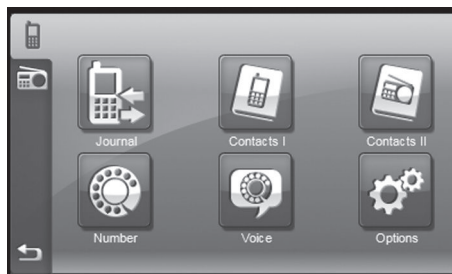 Journal
Contacts I
Contacts II
Number
Voice
Options